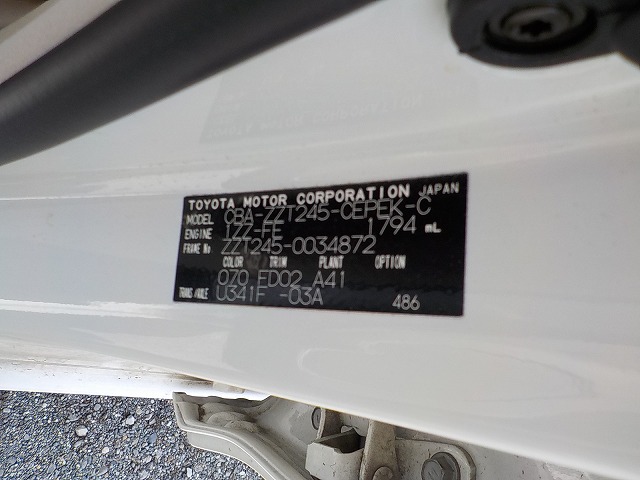 TOYOTA MOTOR CORPORATION JAPAN
MODEL CBA-ZZT245-CEPEK-C
ENGINE 1ZZ-FE 1794 mL
FRAME No ZZT245-0034872
COLOR TRIM PLANT OPTION
070 FD02 A41
TRANS/AXLE U341F -03A 486